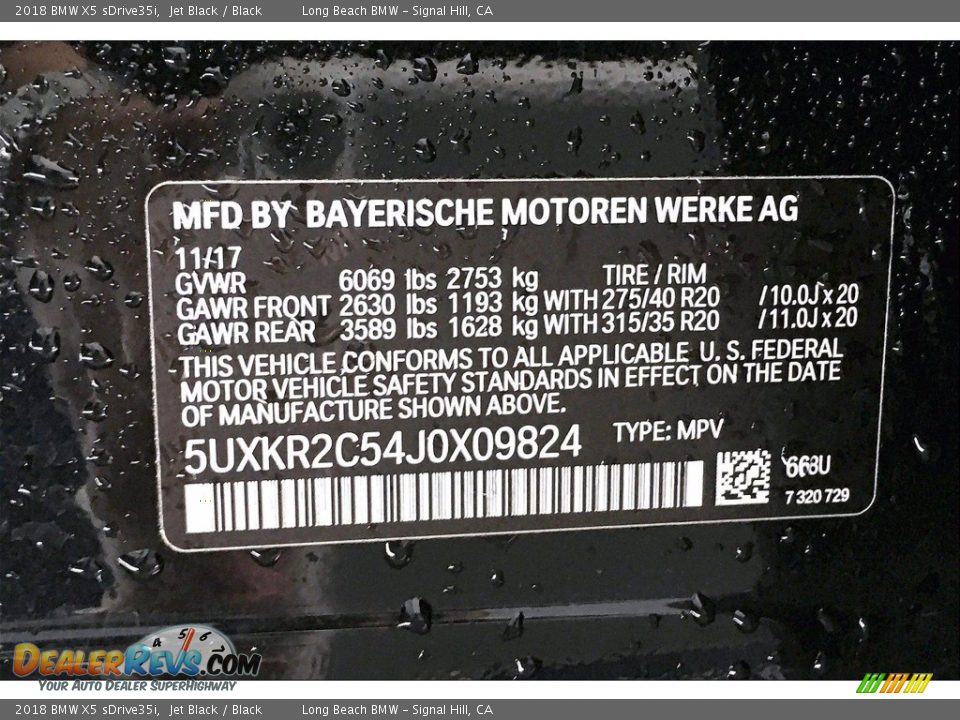 2018 BMW X5 sDrive35i, Jet Black / Black Long Beach BMW - Signal Hill, CA
MFD BY BAYERISCHE MOTOREN WERKE AG
11/17
GVWR 6069 lbs 2753 kg TIRE / RIM
GAWR FRONT 2630 lbs 1193 kg WITH 275/40 R20 / 10.0J x 20
GAWR REAR 3589 lbs 1628 kg WITH 315/35 R20 / 11.0J x 20
THIS VEHICLE CONFORMS TO ALL APPLICABLE U. S. FEDERAL
MOTOR VEHICLE SAFETY STANDARDS IN EFFECT ON THE DATE
OF MANUFACTURE SHOWN ABOVE.
5UXKR2C54J0X09824 TYPE: MPV
668U
7 320 729
4 5 6
DEALERREVS.COM
YOUR AUTO DEALER SUPERHIGHWAY
2018 BMW X5 sDrive35i, Jet Black / Black Long Beach BMW - Signal Hill, CA